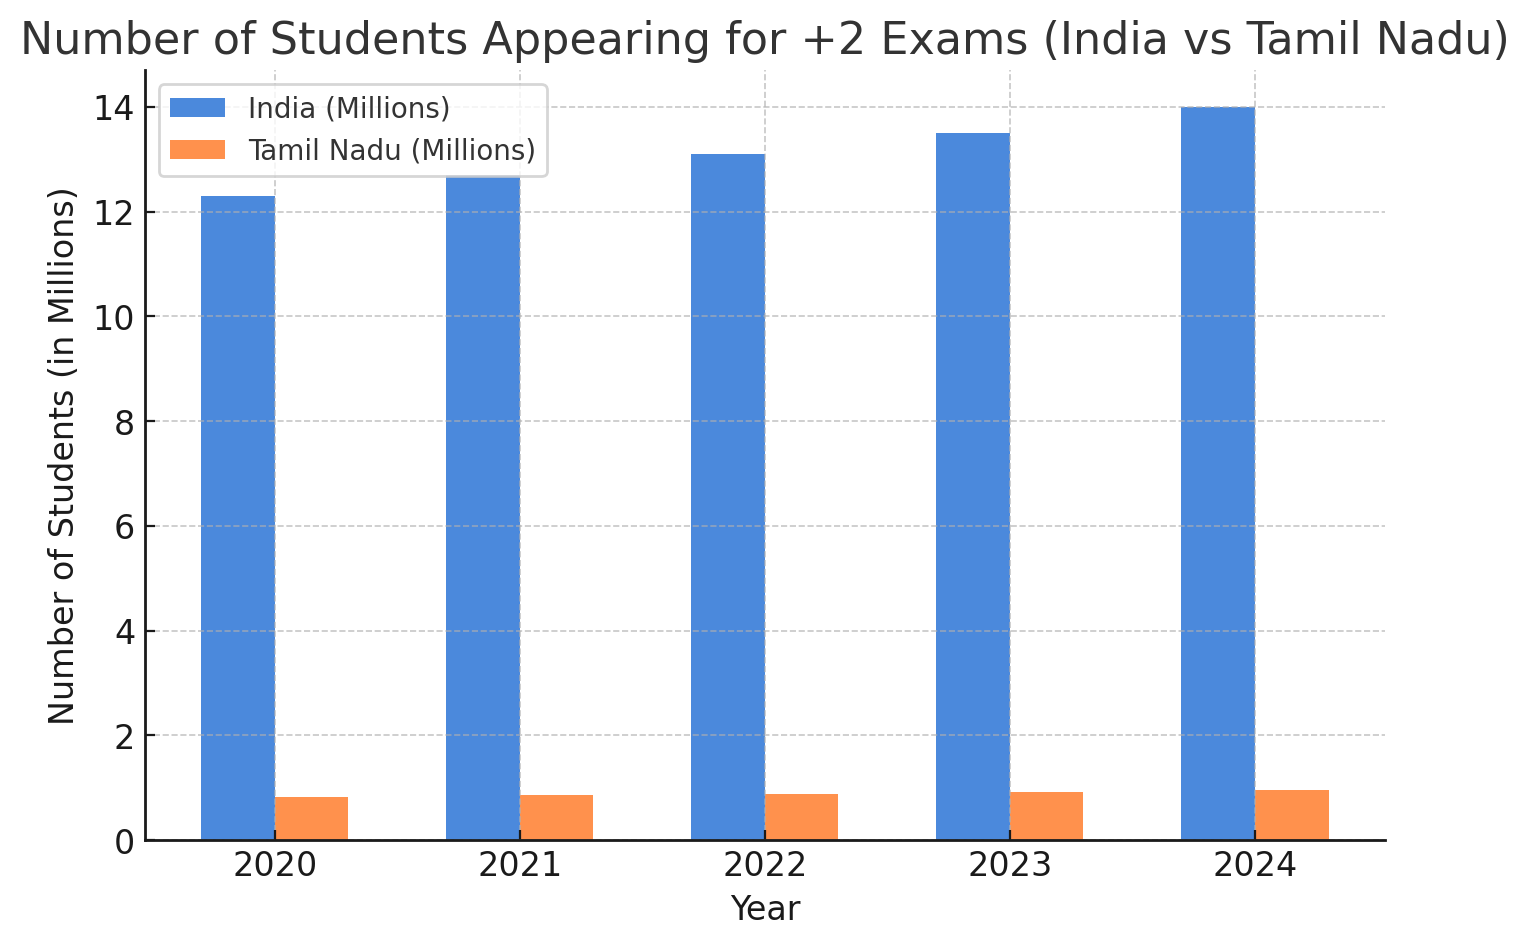 Number of Students Appearing for +2 Exams (India vs Tamil Nadu)
India (Millions)
Tamil Nadu (Millions)
Number of Students (in Millions)
14
12
10
8
6
4
2
0
2020 2021 2022 2023 2024
Year